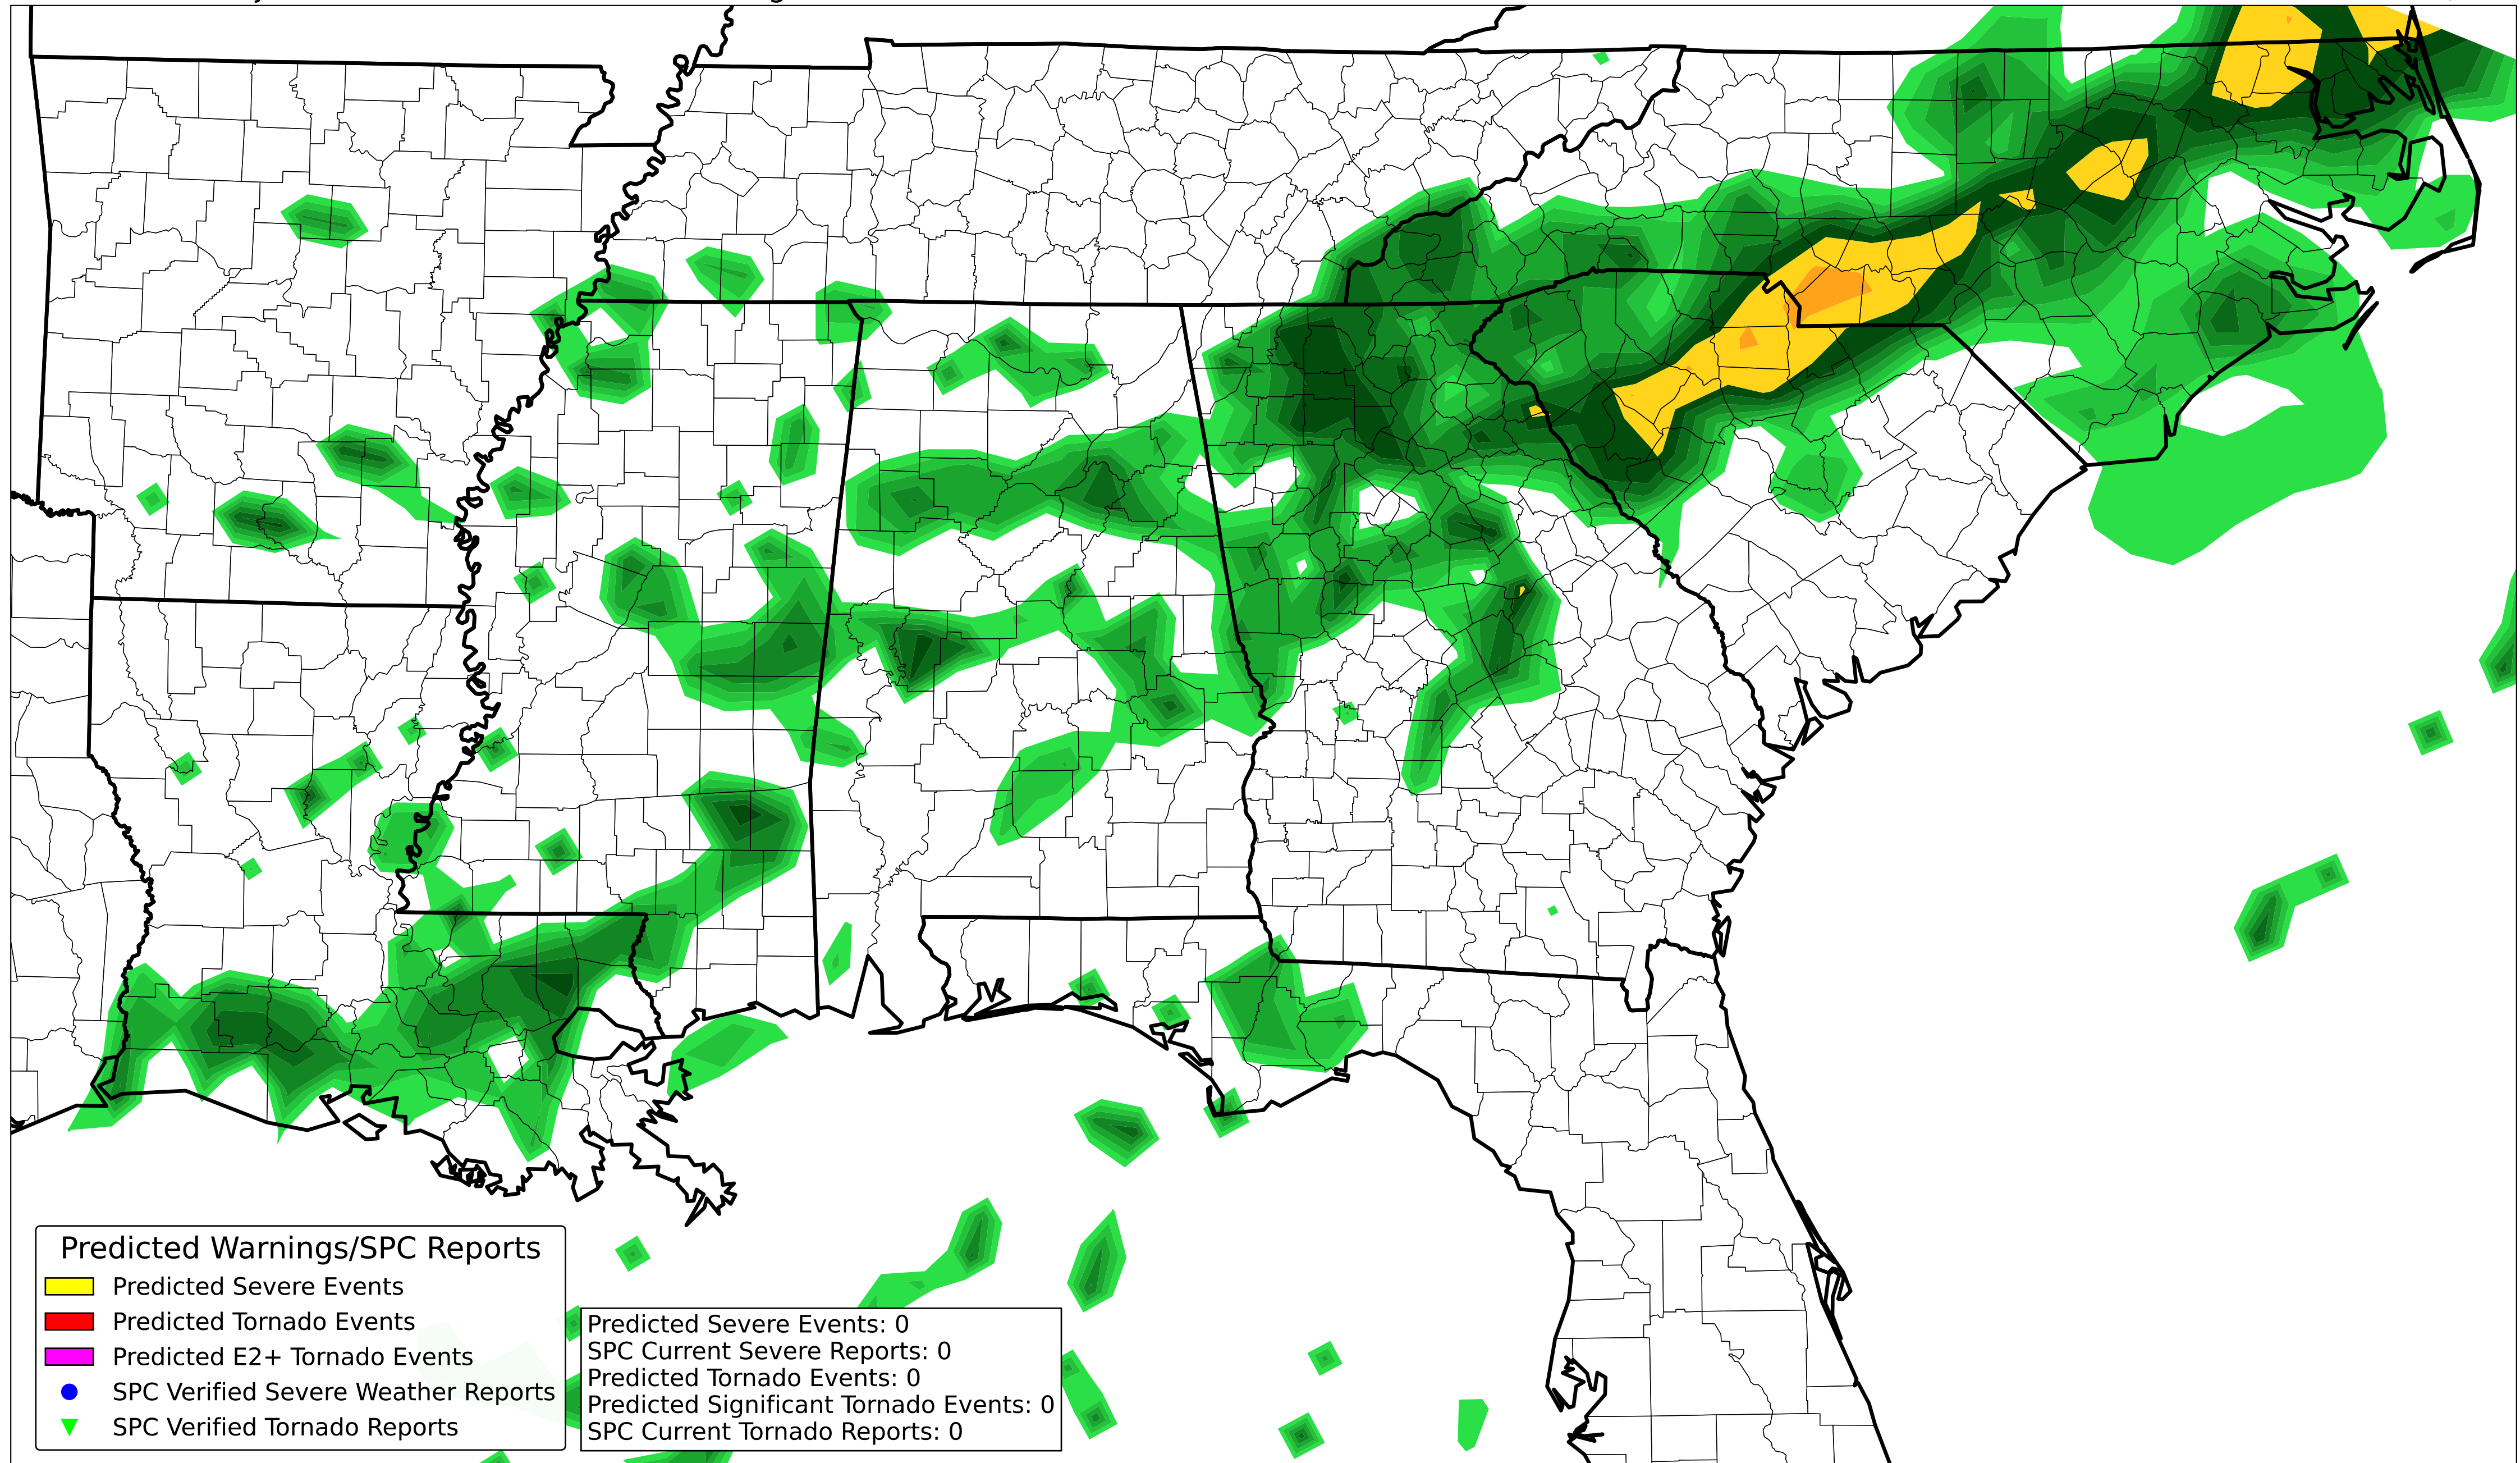 Predicted Warnings/SPC Reports
Predicted Severe Events
Predicted Tornado Events
Predicted E2+ Tornado Events
SPC Verified Severe Weather Reports
SPC Verified Tornado Reports
Predicted Severe Events: 0
SPC Current Severe Reports: 0
Predicted Tornado Events: 0
Predicted Significant Tornado Events: 0
SPC Current Tornado Reports: 0